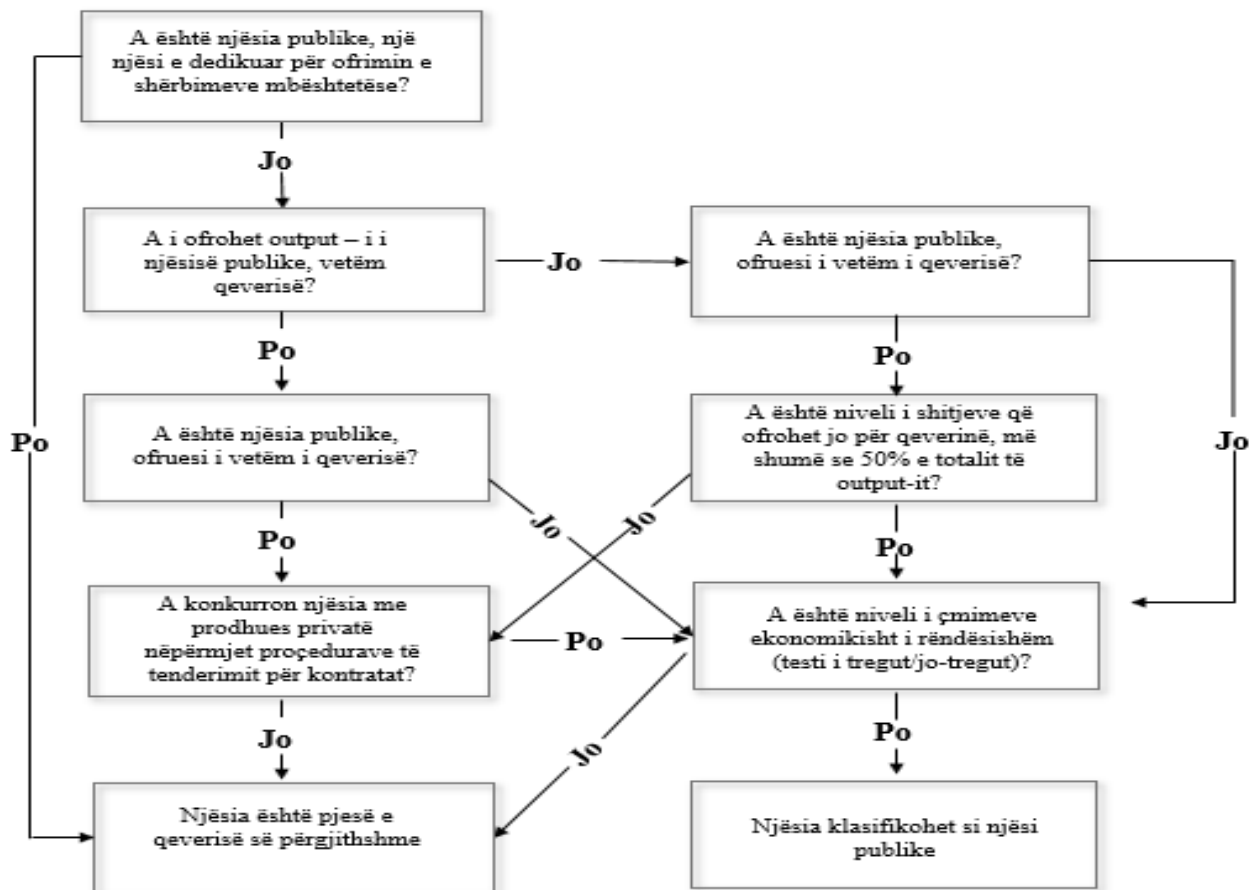 A është njësia publike, një
njësi e dedikuar për ofrimin e
shërbimeve mbështetëse?
Jo
A i ofrohet output – i i
njësisë publike, vetëm
qeverisë?
Jo
A është njësia publike,
ofruesi i vetëm i qeverisë?
Po
Po
Po
A është njësia publike,
ofruesi i vetëm i qeverisë?
A është niveli i shitjeve që
ofrohet jo për qeverinë, më
shumë se 50% e totalit të
output-it?
Jo
Jo
Jo
Po
Po
A konkurron njësia me
prodhues privatë
nëpërmjet proçedurave të
tenderimit për kontratat?
Po
A është niveli i çmimeve
ekonomikisht i rëndësishëm
(testi i tregut/jo-tregut)?
Jo
Jo
Po
Njësia është pjesë e
qeverisë së përgjithshme
Njësia klasifikohet si njësi
publike